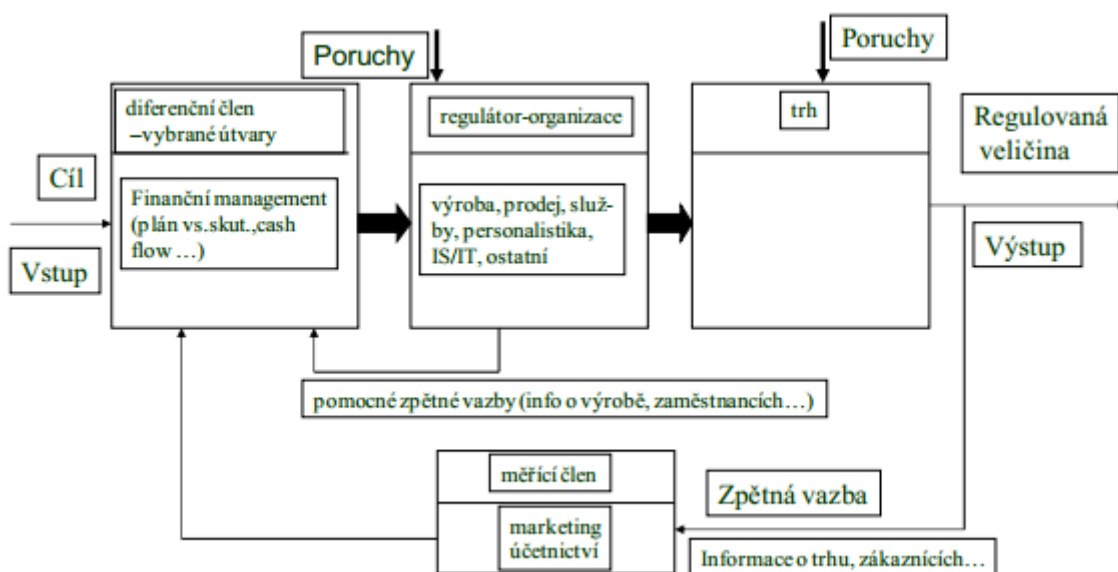 Poruchy
Poruchy
diferenční člen
–vybrané útvary
regulátor-organizace
trh
Regulovaná
veličina
Cíl
Finanční management
(plán vs.skut.,cash
flow …)
výroba, prodej, služ-
by, personalistika,
IS/IT, ostatní
Vstup
Výstup
pomocné zpětné vazby (info o výrobě, zaměstnancích…)
měřící člen
Zpětná vazba
marketing
účetnictví
Informace o trhu, zákaznících…